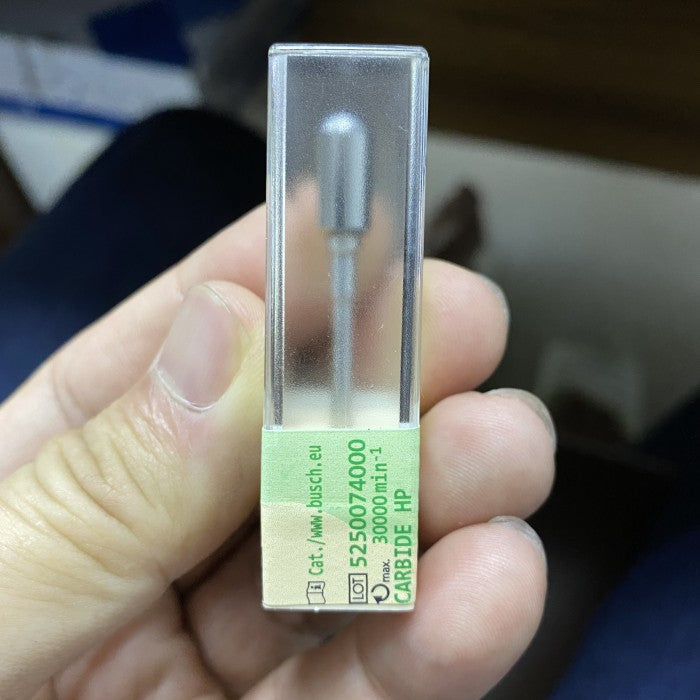 Cat./www.busch.eu
LOT 5250074000
max. 30000 min-1
CARBIDE HP